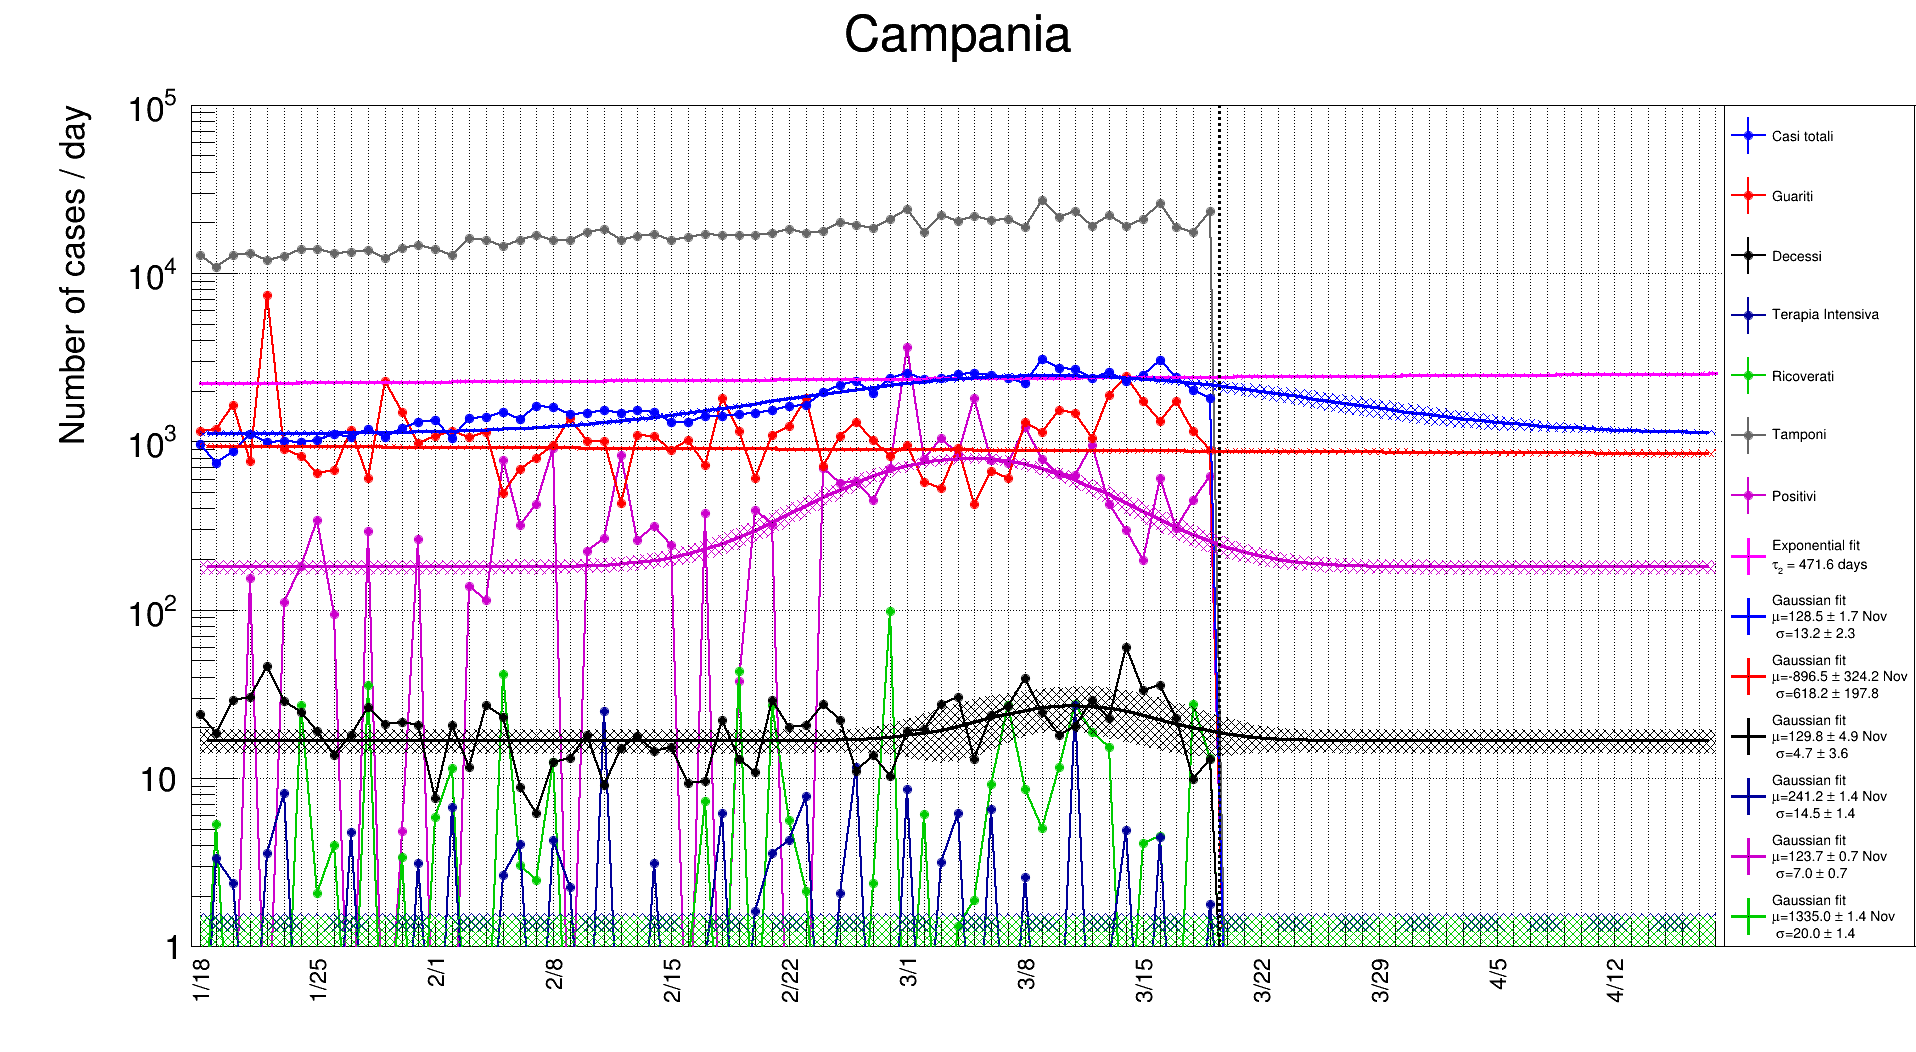 Campania
Number of cases / day
10^5
10^4
10^3
10^2
10
1
1/18
1/25
2/1
2/8
2/15
2/22
3/1
3/8
3/15
3/22
3/29
4/5
4/12
Casi totali
Guariti
Decessi
Terapia Intensiva
Ricoverati
Tamponi
Positivi
Exponential fit
τ₂ = 471.6 days
Gaussian fit
μ=128.5 ± 1.7 Nov
σ=13.2 ± 2.3
Gaussian fit
μ=-896.5 ± 324.2 Nov
σ=618.2 ± 197.8
Gaussian fit
μ=129.8 ± 4.9 Nov
σ=4.7 ± 3.6
Gaussian fit
μ=241.2 ± 1.4 Nov
σ=14.5 ± 1.4
Gaussian fit
μ=123.7 ± 0.7 Nov
σ=7.0 ± 0.7
Gaussian fit
μ=1335.0 ± 1.4 Nov
σ=20.0 ± 1.4